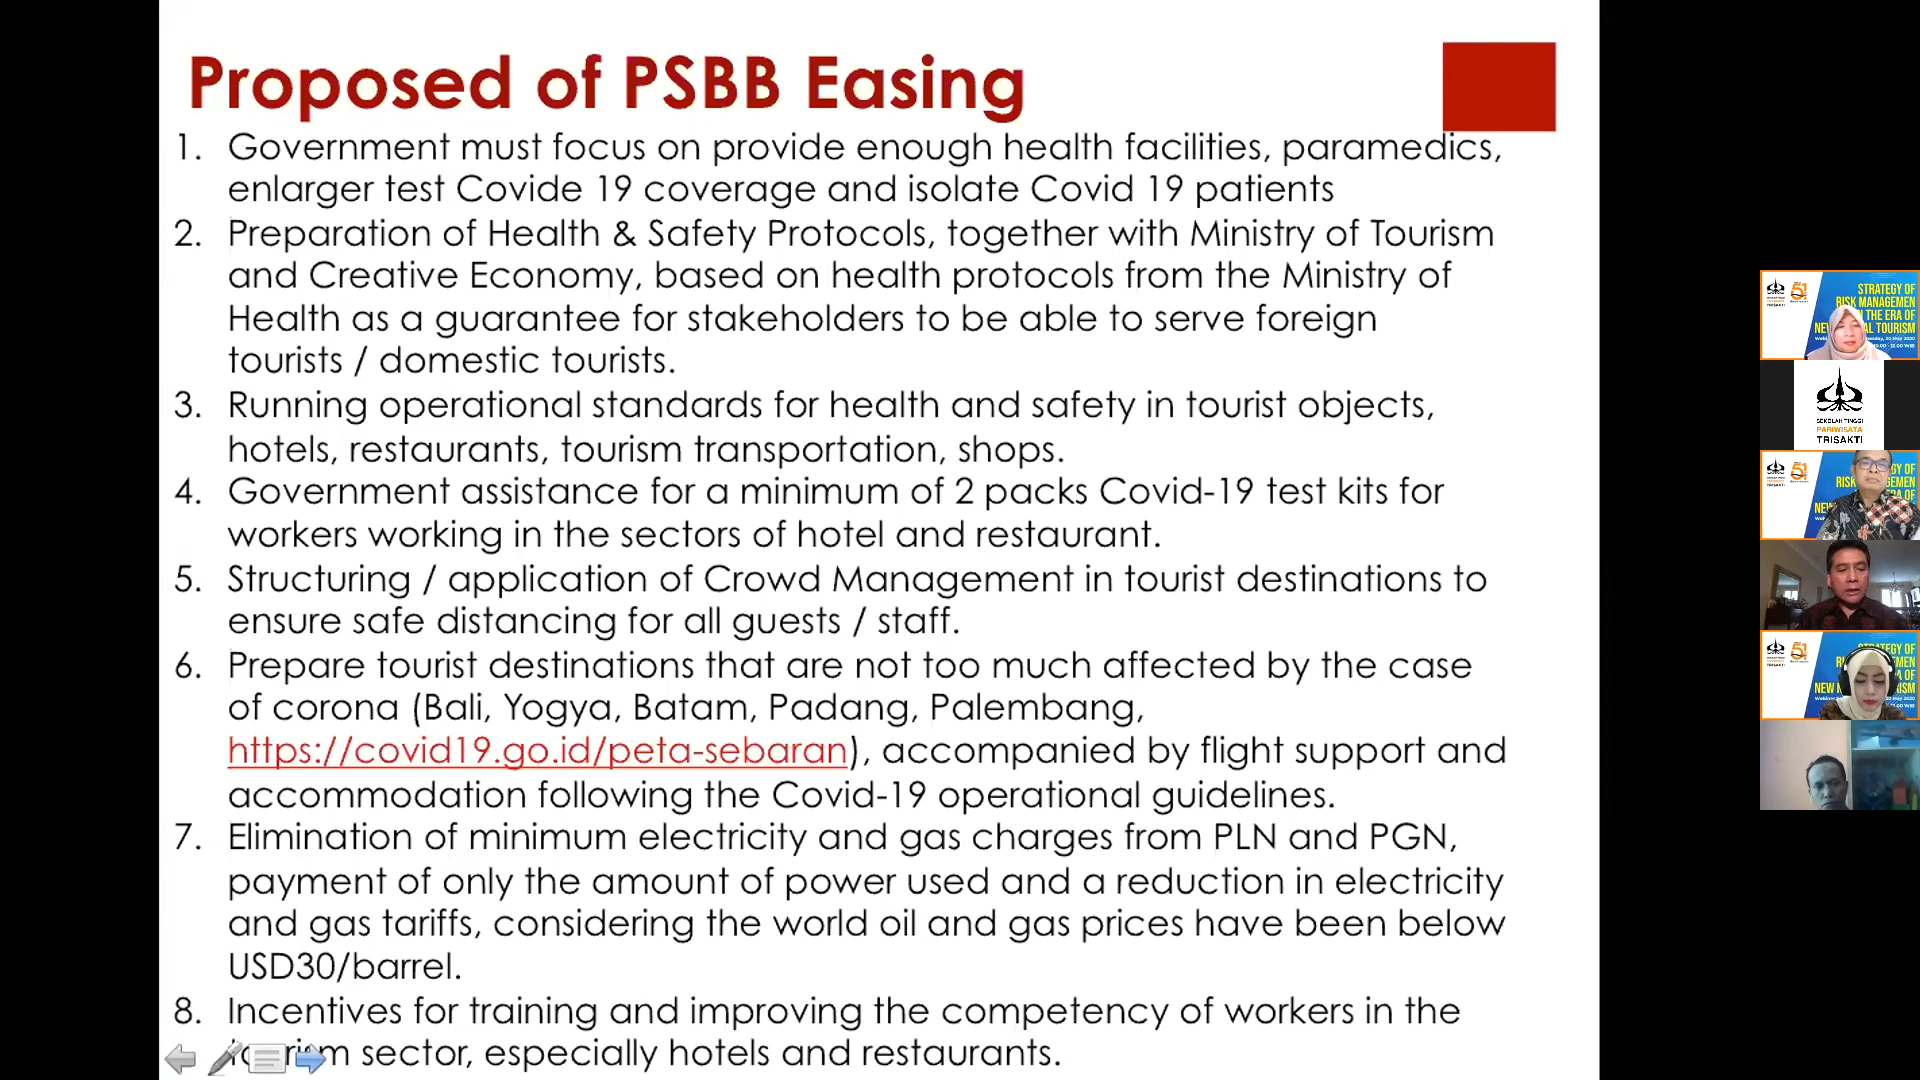 Proposed of PSBB Easing
1. Government must focus on provide enough health facilities, paramedics,
enlarger test Covide 19 coverage and isolate Covid 19 patients
2. Preparation of Health & Safety Protocols, together with Ministry of Tourism
and Creative Economy, based on health protocols from the Ministry of
Health as a guarantee for stakeholders to be able to serve foreign
tourists / domestic tourists.
3. Running operational standards for health and safety in tourist objects,
hotels, restaurants, tourism transportation, shops.
4. Government assistance for a minimum of 2 packs Covid-19 test kits for
workers working in the sectors of hotel and restaurant.
5. Structuring / application of Crowd Management in tourist destinations to
ensure safe distancing for all guests / staff.
6. Prepare tourist destinations that are not too much affected by the case
of corona (Bali, Yogya, Batam, Padang, Palembang,
https://covid19.go.id/peta-sebaran), accompanied by flight support and
accommodation following the Covid-19 operational guidelines.
7. Elimination of minimum electricity and gas charges from PLN and PGN,
payment of only the amount of power used and a reduction in electricity
and gas tariffs, considering the world oil and gas prices have been below
USD30/barrel.
8. Incentives for training and improving the competency of workers in the
tourism sector, especially hotels and restaurants.
STRATEGY OF
RISK MANAGEMEN
N THE ERA OF
NE AL TOURISM
10.00 - 12.00 WIB
SEKOLAH TINGGI
PARIWISATA
TRISAKTI